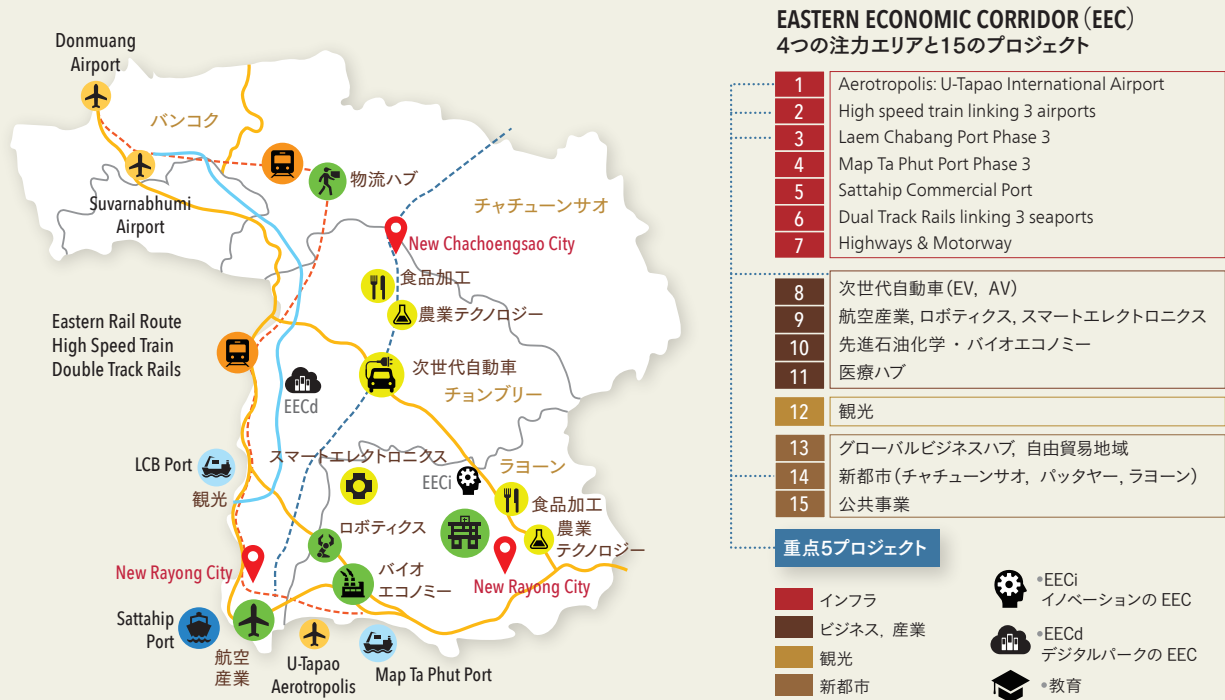 Donmuang
Airport
バンコク
Suvarnabhumi
Airport
物流ハブ
チャチューンサオ
New Chachoengsao City
食品加工
農業テクノロジー
Eastern Rail Route
High Speed Train
Double Track Rails
次世代自動車
チョンブリー
EECd
LCB Port
観光
スマートエレクトロニクス
EECi
ラヨーン
食品加工
農業
テクノロジー
ロボティクス
バイオ
エコノミー
New Rayong City
New Rayong City
Sattahip
Port
航空
産業
U-Tapao
Aerotropolis
Map Ta Phut Port
EASTERN ECONOMIC CORRIDOR (EEC)
4つの注力エリアと15のプロジェクト
1 Aerotropolis: U-Tapao International Airport
2 High speed train linking 3 airports
3 Laem Chabang Port Phase 3
4 Map Ta Phut Port Phase 3
5 Sattahip Commercial Port
6 Dual Track Rails linking 3 seaports
7 Highways & Motorway
8 次世代自動車(EV, AV)
9 航空産業, ロボティクス, スマートエレクトロニクス
10 先進石油化学・バイオエコノミー
11 医療ハブ
12 観光
13 グローバルビジネスハブ, 自由貿易地域
14 新都市(チャチューンサオ, パッタヤー, ラヨーン)
15 公共事業
重点5プロジェクト
インフラ
ビジネス, 産業
観光
新都市
•EECi
イノベーションの EEC
•EECd
デジタルパークの EEC
•教育